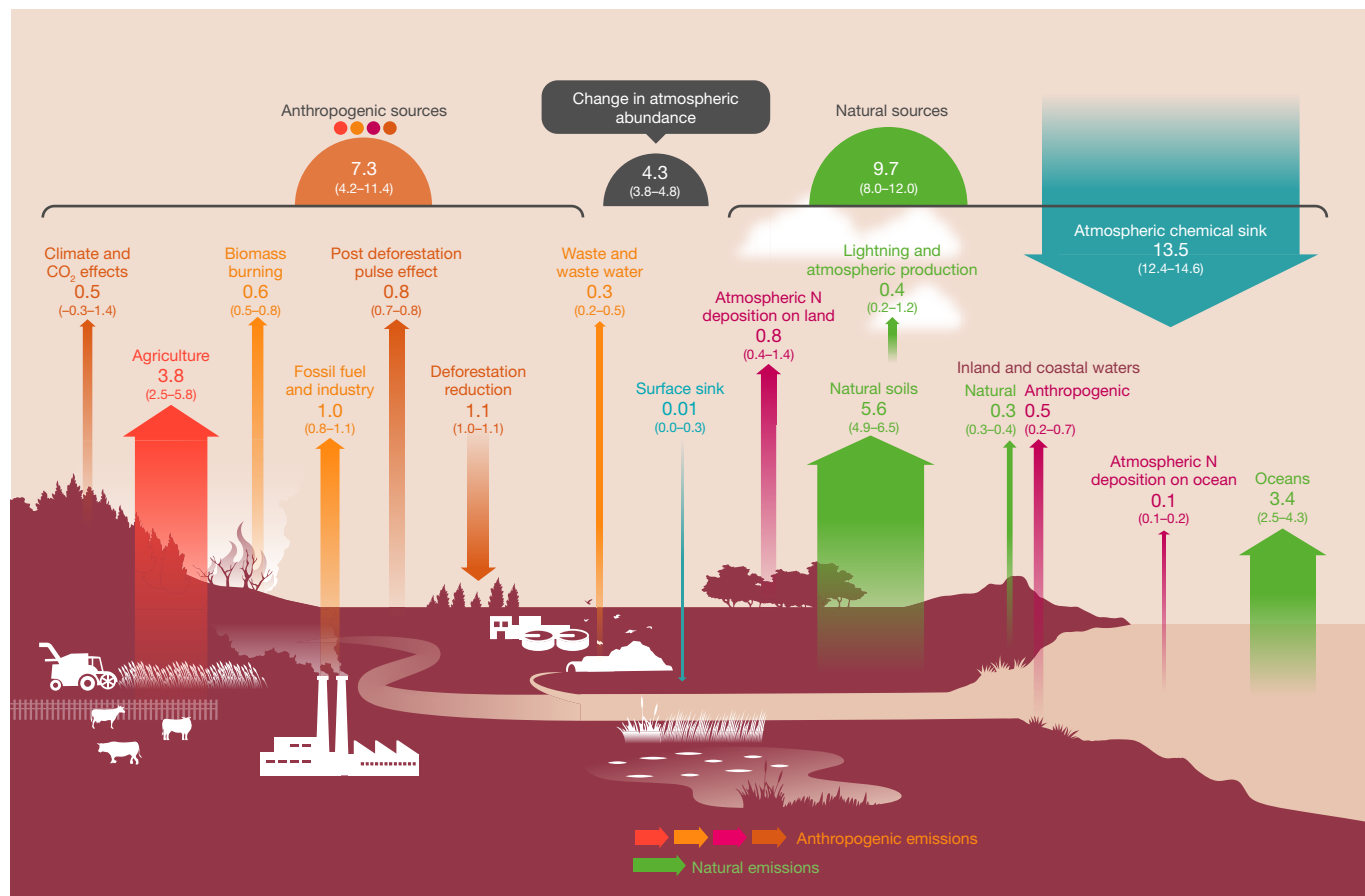 Anthropogenic sources
7.3
(4.2–11.4)
Change in atmospheric
abundance
4.3
(3.8–4.8)
Natural sources
9.7
(8.0–12.0)
Atmospheric chemical sink
13.5
(12.4–14.6)
Climate and
CO₂ effects
0.5
(−0.3–1.4)
Agriculture
3.8
(2.5–5.8)
Biomass
burning
0.6
(0.5–0.8)
Fossil fuel
and industry
1.0
(0.8–1.1)
Post deforestation
pulse effect
0.8
(0.7–0.8)
Deforestation
reduction
1.1
(1.0–1.1)
Waste and
waste water
0.3
(0.2–0.5)
Surface sink
0.01
(0.0–0.3)
Atmospheric N
deposition on land
0.8
(0.4–1.4)
Lightning and
atmospheric production
0.4
(0.2–1.2)
Natural soils
5.6
(4.9–6.5)
Inland and coastal waters
Natural
0.3
(0.3–0.4)
Anthropogenic
0.5
(0.2–0.7)
Atmospheric N
deposition on ocean
0.1
(0.1–0.2)
Oceans
3.4
(2.5–4.3)
Anthropogenic emissions
Natural emissions